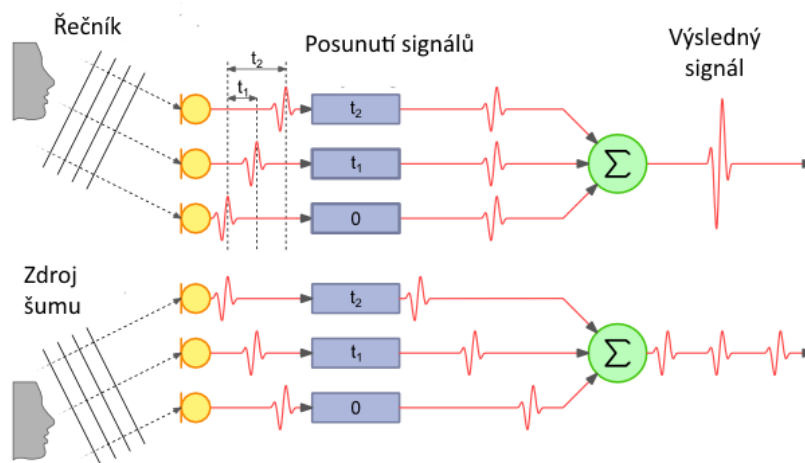 Řečník
Posunutí signálů
Výsledný
signál
t₂
t₁
t₂
t₁
0
Σ
Zdroj
šumu
t₂
t₁
0
Σ